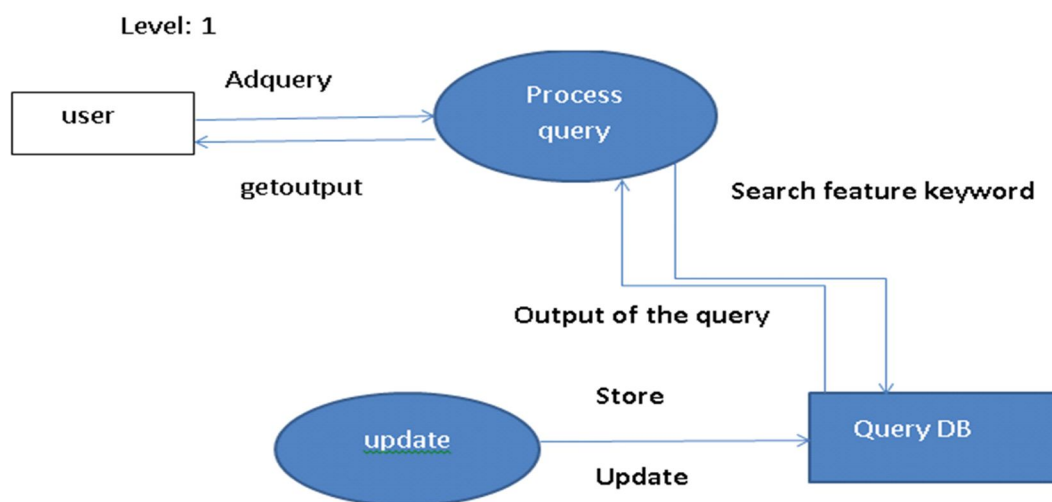 Level: 1
Adquery
user
Process
query
getoutput
Search feature keyword
Output of the query
Store
update
Query DB
Update